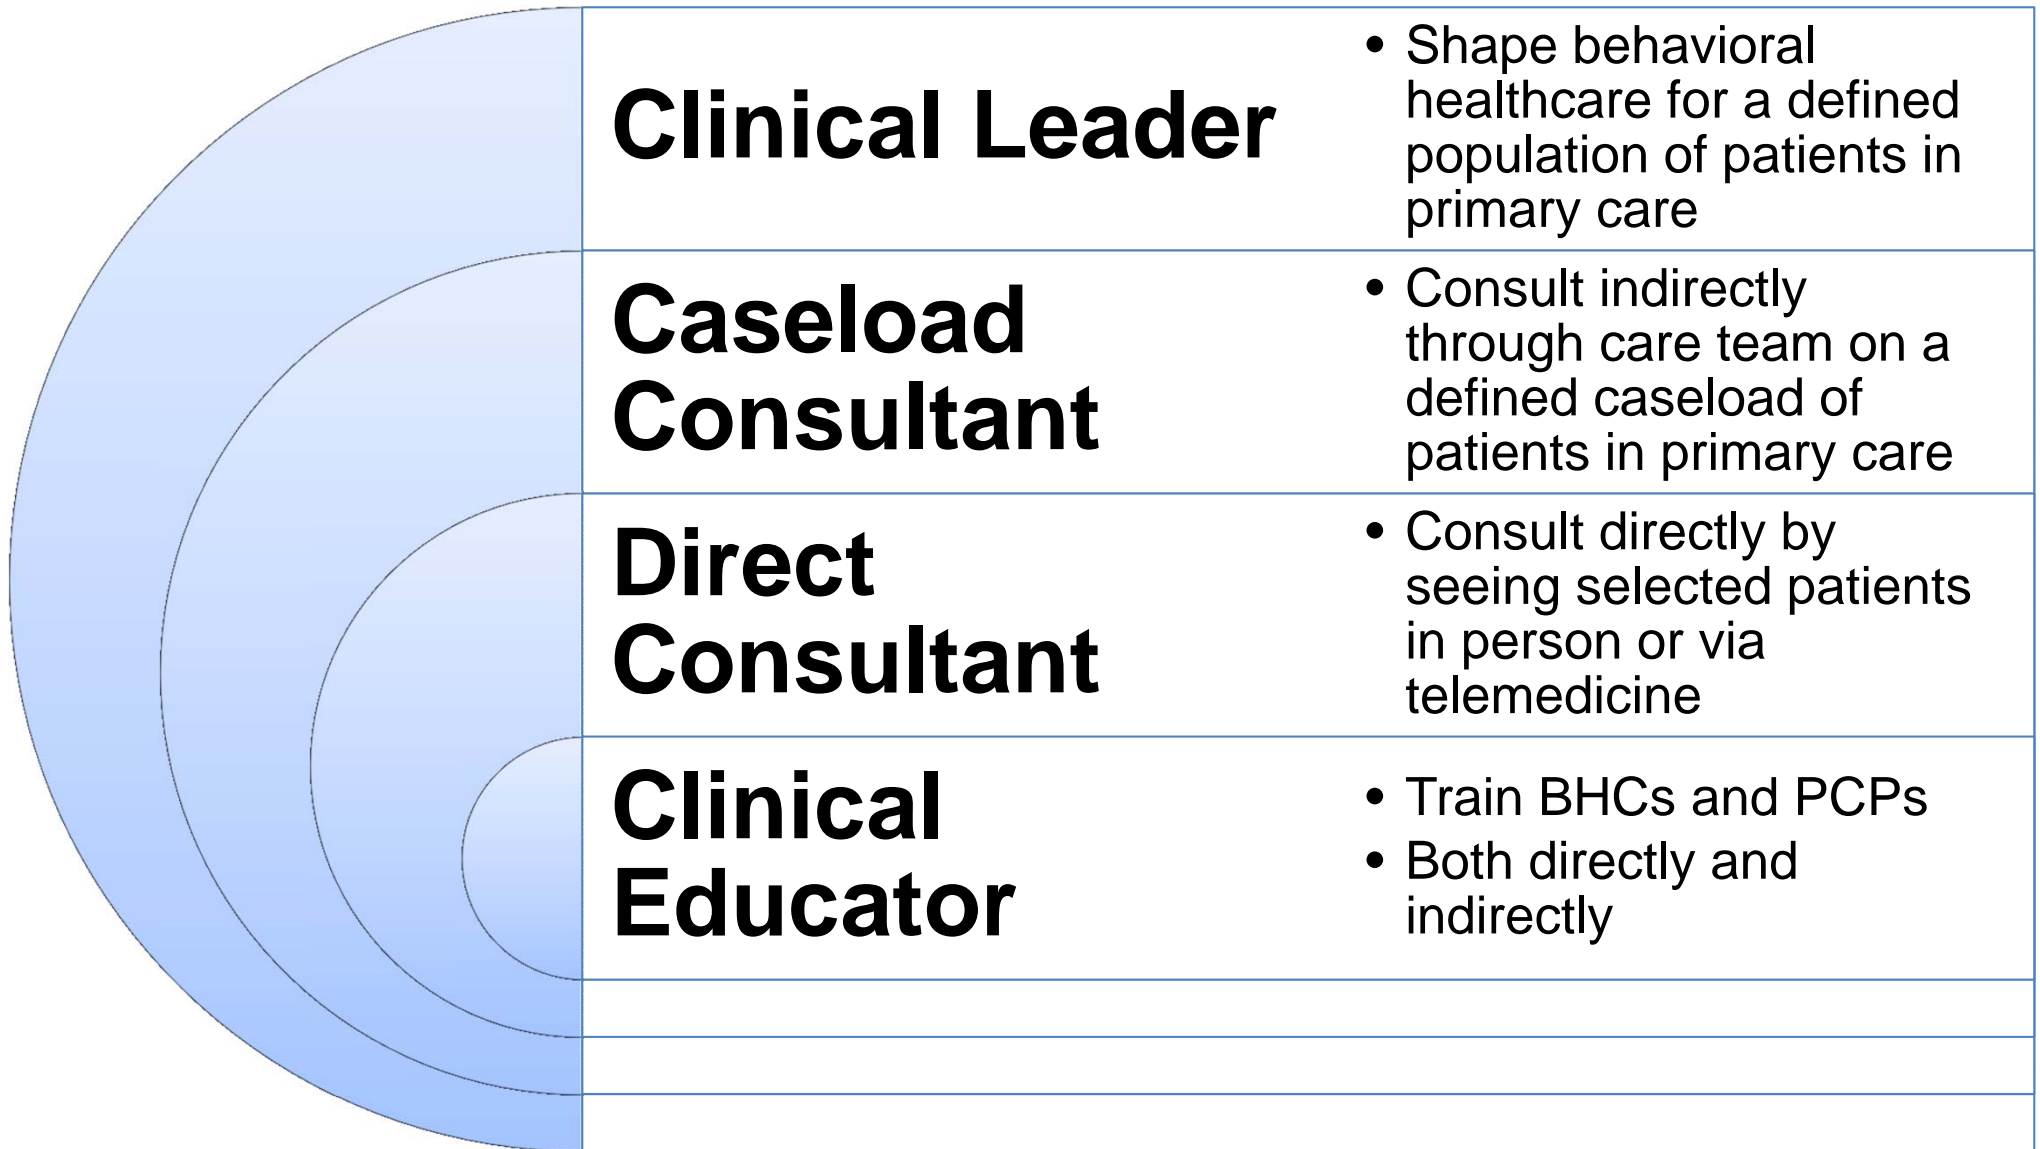 Clinical Leader
• Shape behavioral
healthcare for a defined
population of patients in
primary care
Caseload
Consultant
• Consult indirectly
through care team on a
defined caseload of
patients in primary care
Direct
Consultant
• Consult directly by
seeing selected patients
in person or via
telemedicine
Clinical
Educator
• Train BHCs and PCPs
• Both directly and
indirectly